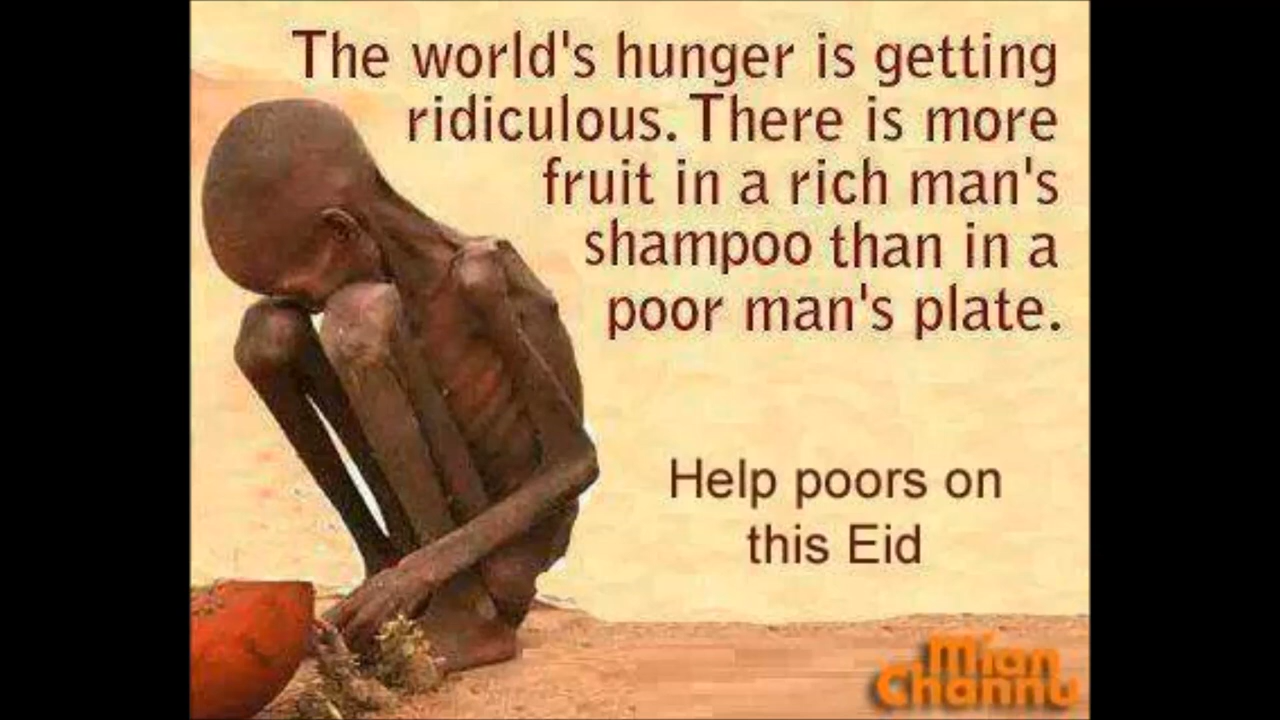 The world's hunger is getting
ridiculous. There is more
fruit in a rich man's
shampoo than in a
poor man's plate.
Help poors on
this Eid
Mian
Channu